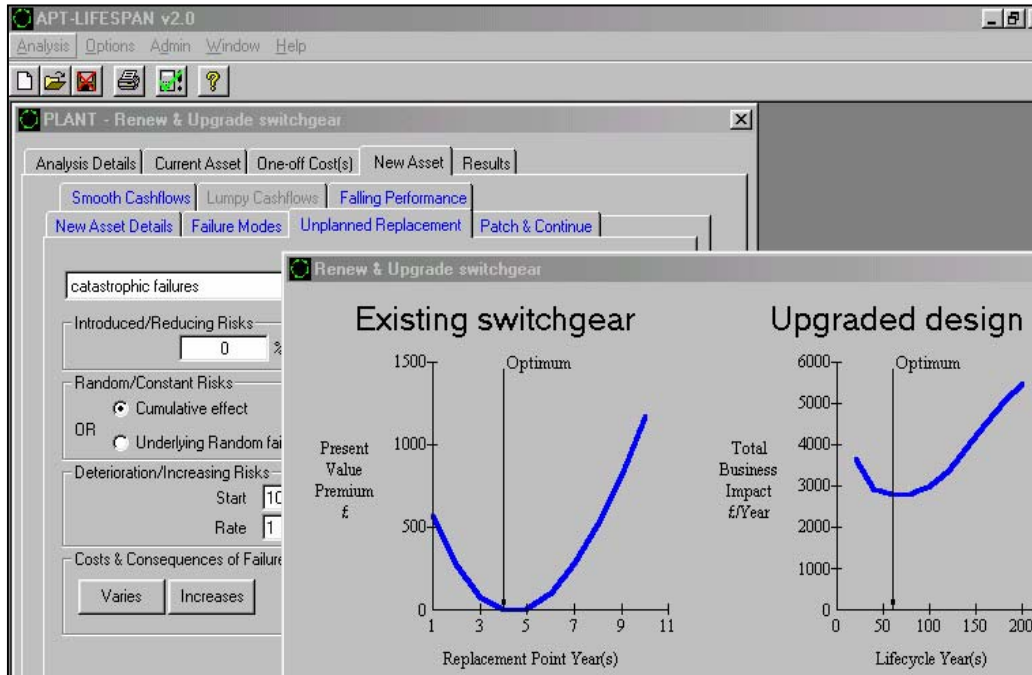 APT-LIFESPAN v2.0
Analysis Options Admin Window Help
PLANT - Renew & Upgrade switchgear
Analysis Details Current Asset One-off Cost(s) New Asset Results
Smooth Cashflows Lumpy Cashflows Falling Performance
New Asset Details Failure Modes Unplanned Replacement Patch & Continue
catastrophic failures
Introduced/Reducing Risks
0 %
Random/Constant Risks
Cumulative effect
OR
Underlying Random fai
Deterioration/Increasing Risks
Start 10
Rate 1
Costs & Consequences of Failure
Varies Increases
Renew & Upgrade switchgear
Existing switchgear
Optimum
1500
1000
500
0
Present
Value
Premium
£
1 3 5 7 9 11
Replacement Point Year(s)
Upgraded design
Optimum
6000
5000
4000
3000
2000
1000
0
Total
Business
Impact
£/Year
0 50 100 150 200
Lifecycle Year(s)